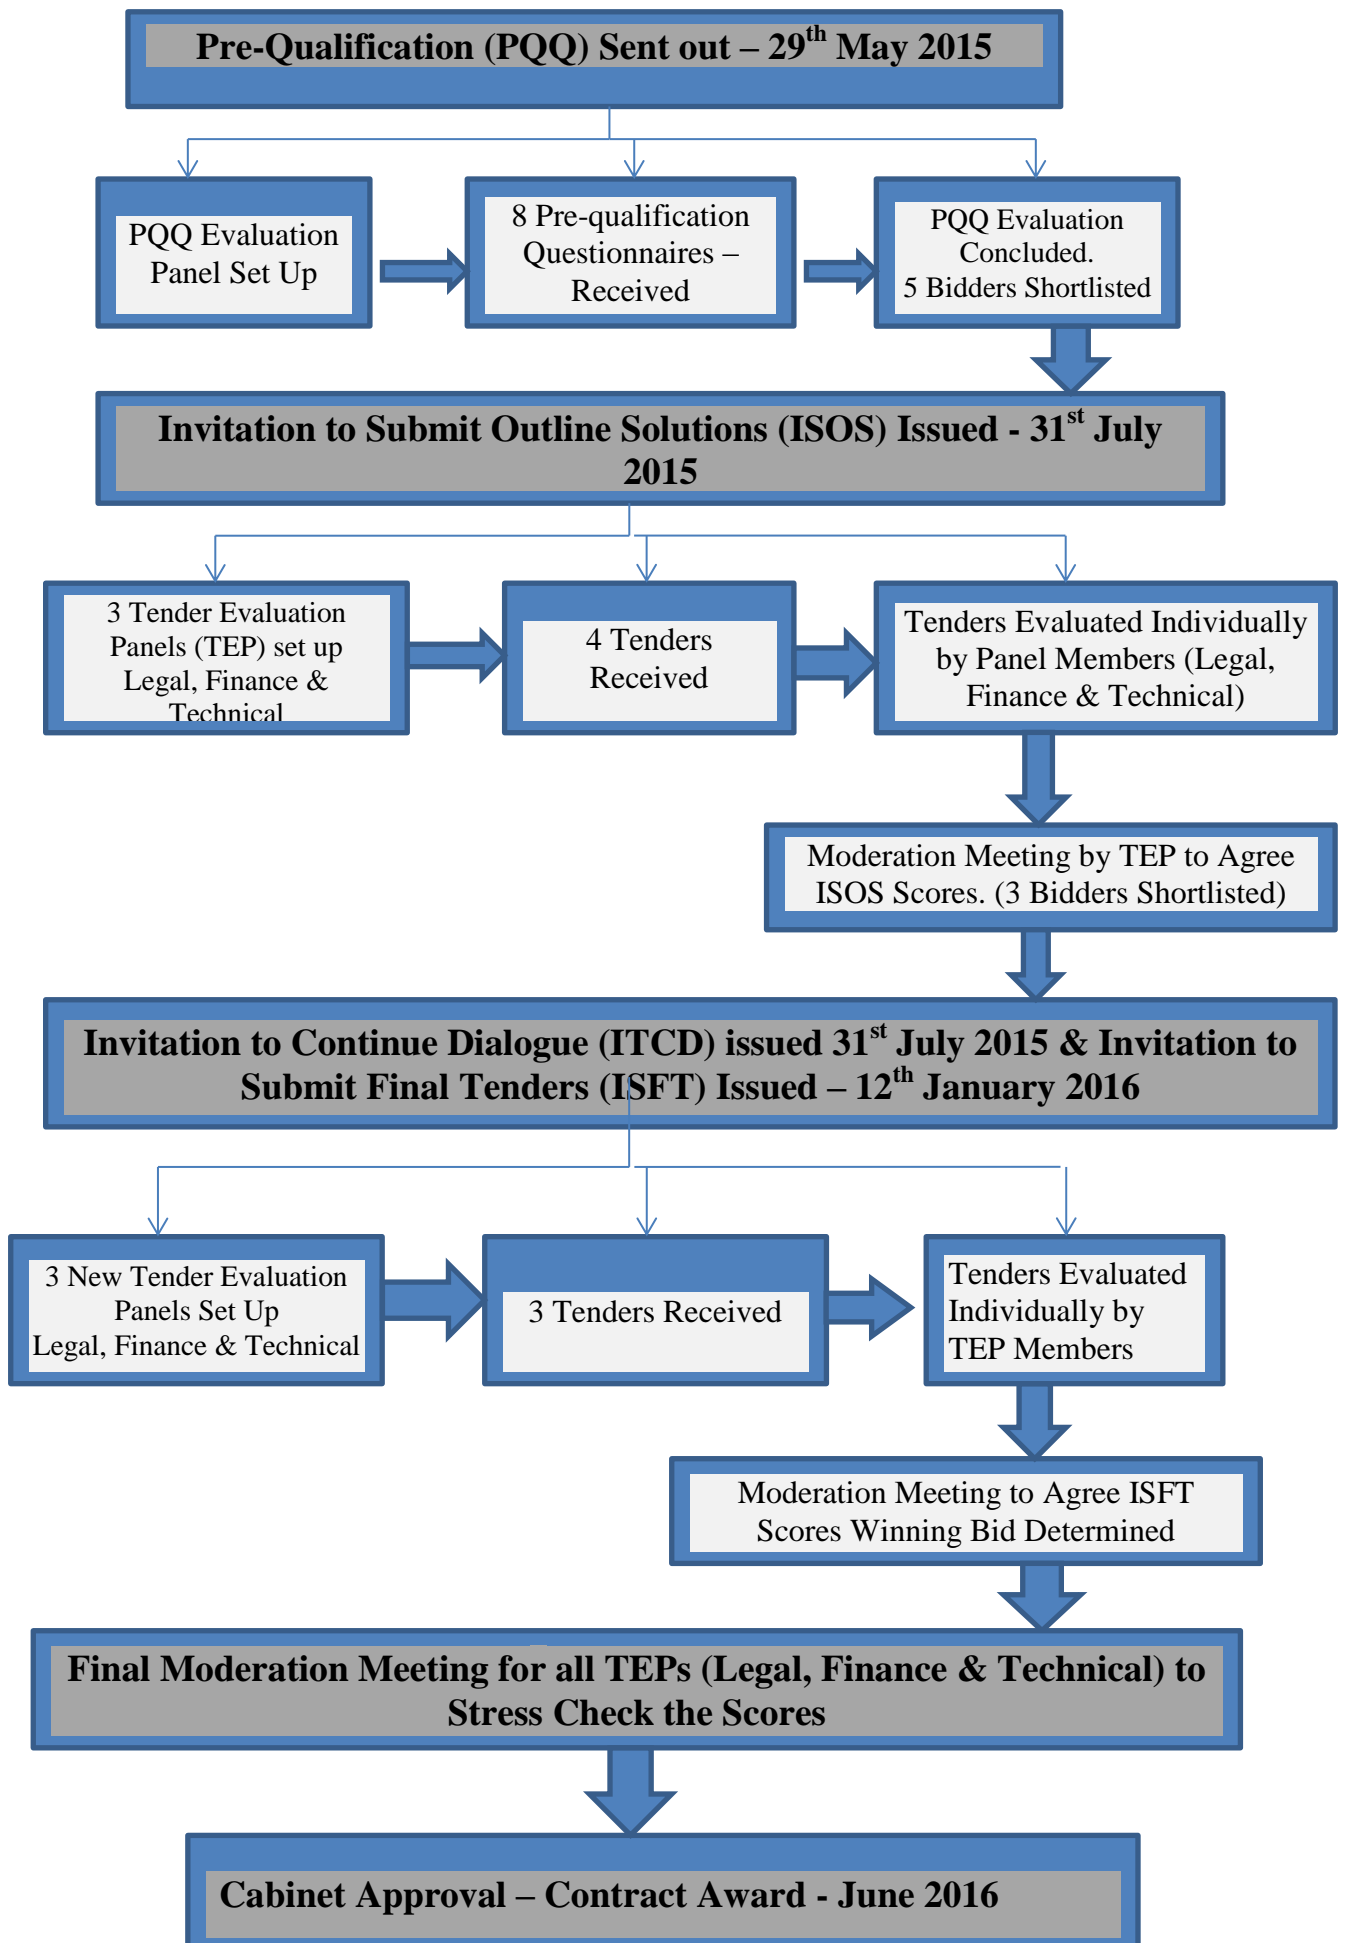 Pre-Qualification (PQQ) Sent out – 29th May 2015
PQQ Evaluation
Panel Set Up
8 Pre-qualification
Questionnaires –
Received
PQQ Evaluation
Concluded.
5 Bidders Shortlisted
Invitation to Submit Outline Solutions (ISOS) Issued - 31st July
2015
3 Tender Evaluation
Panels (TEP) set up
Legal, Finance &
Technical
4 Tenders
Received
Tenders Evaluated Individually
by Panel Members (Legal,
Finance & Technical)
Moderation Meeting by TEP to Agree
ISOS Scores. (3 Bidders Shortlisted)
Invitation to Continue Dialogue (ITCD) issued 31st July 2015 & Invitation to
Submit Final Tenders (ISFT) Issued – 12th January 2016
3 New Tender Evaluation
Panels Set Up
Legal, Finance & Technical
3 Tenders Received
Tenders Evaluated
Individually by
TEP Members
Moderation Meeting to Agree ISFT
Scores Winning Bid Determined
Final Moderation Meeting for all TEPs (Legal, Finance & Technical) to
Stress Check the Scores
Cabinet Approval – Contract Award - June 2016